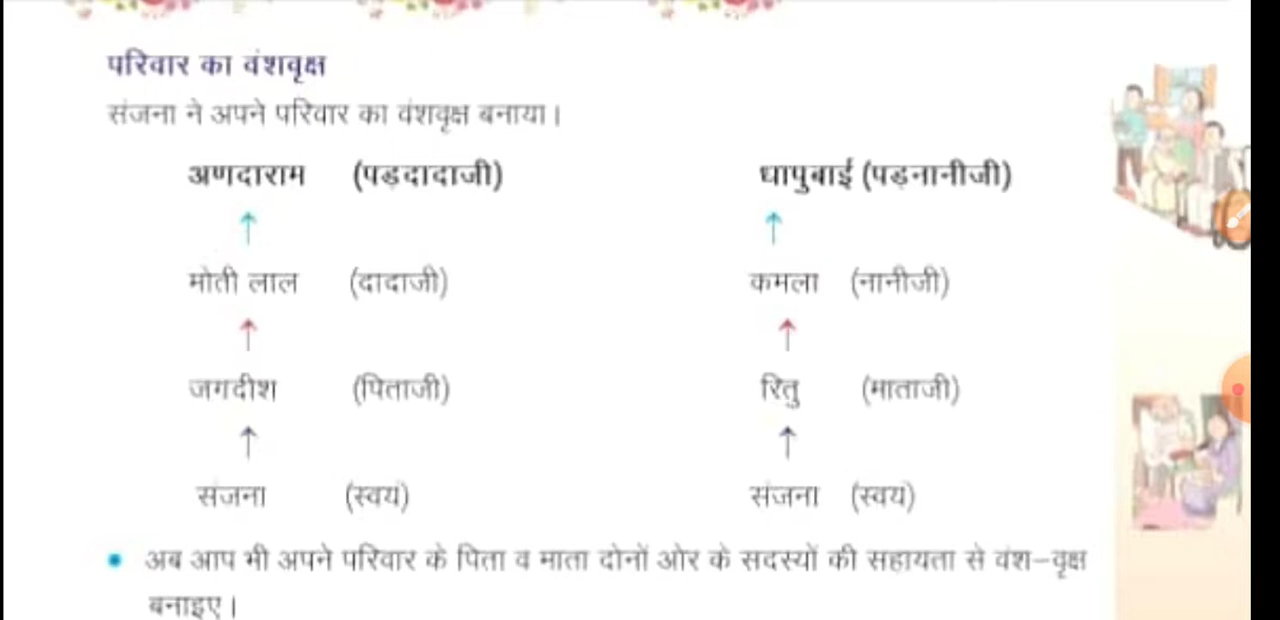 परिवार का वंशवृक्ष
संजना ने अपने परिवार का वंशवृक्ष बनाया।
अणदाराम (पड़दादाजी) धापुबाई (पड़नानीजी)
↑ ↑
मोती लाल (दादाजी) कमला (नानीजी)
↑ ↑
जगदीश (पिताजी) रितु (माताजी)
↑ ↑
संजना (स्वयं) संजना (स्वयं)
• अब आप भी अपने परिवार के पिता व माता दोनों ओर के सदस्यों की सहायता से वंश–वृक्ष
बनाइए।